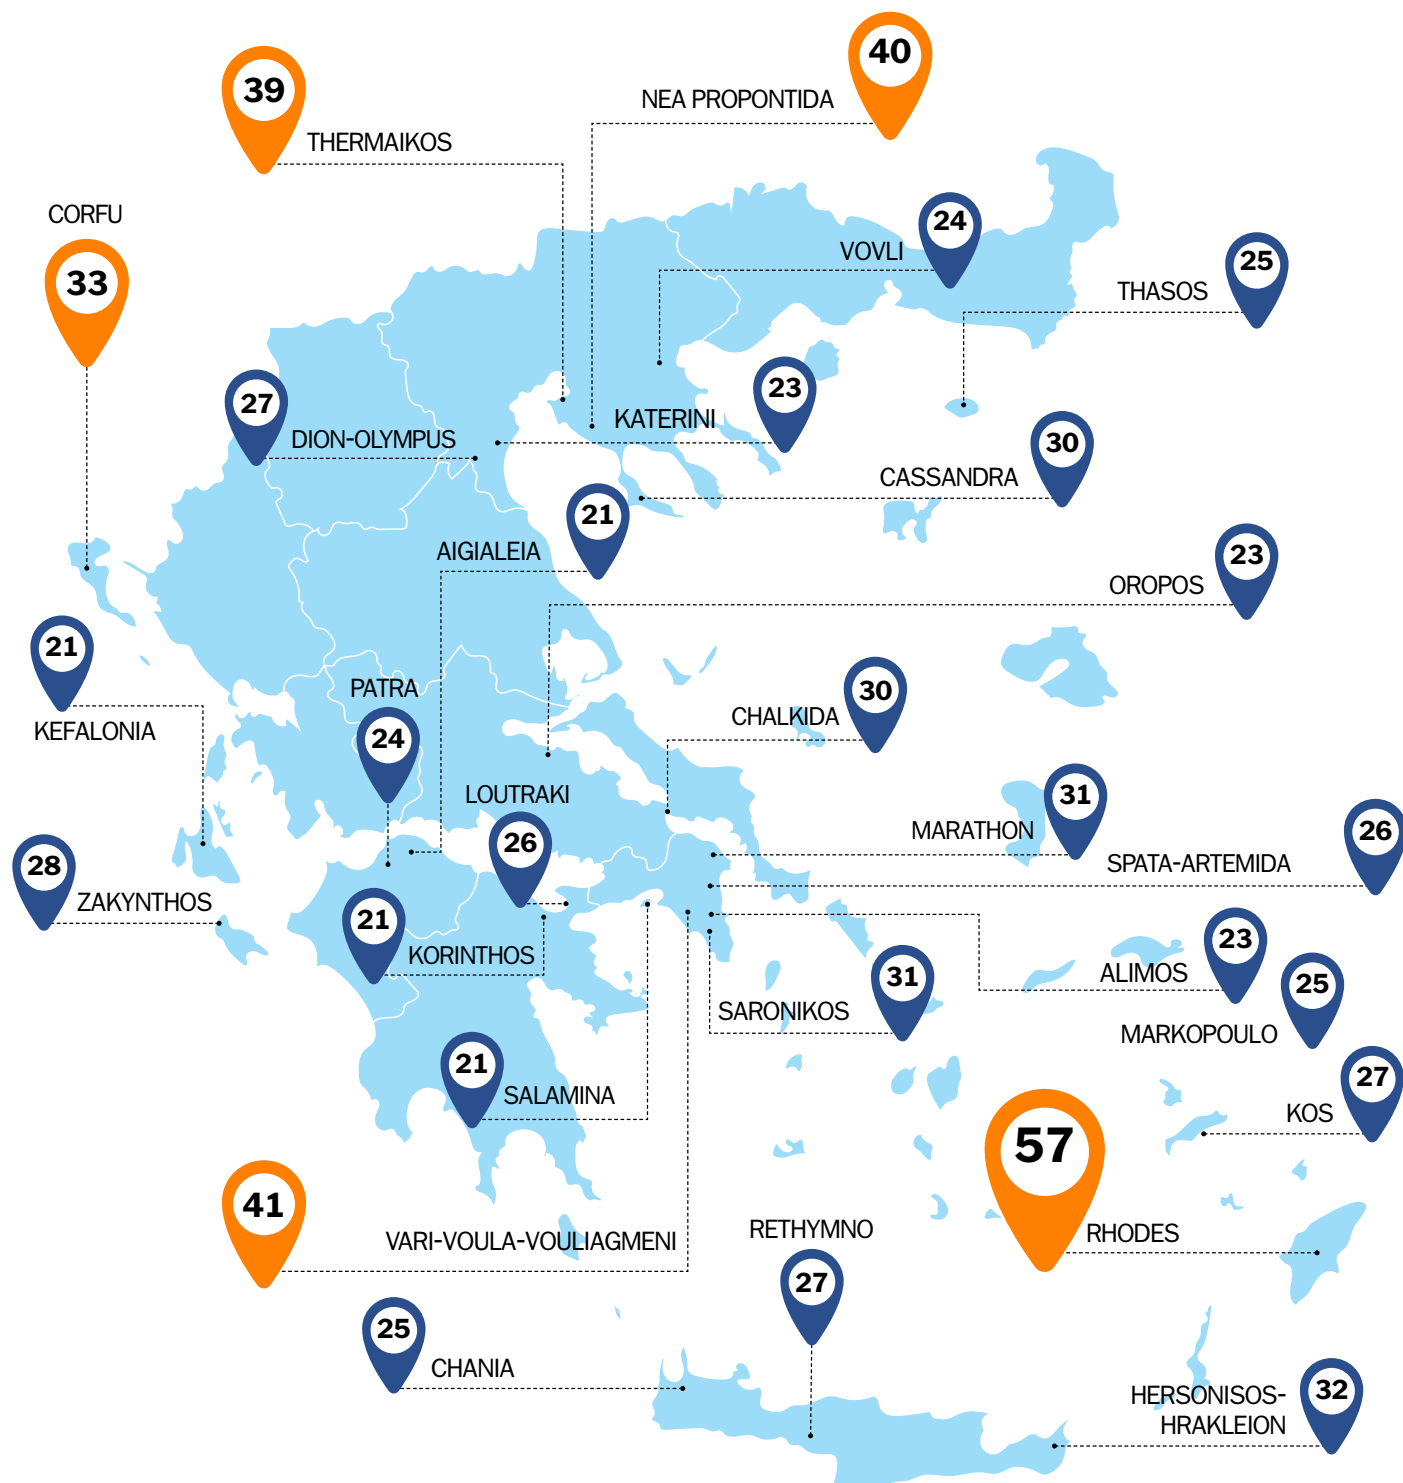 40
39
NEA PROPONTIDA
THERMAIKOS
CORFU
24
VOVLI
25
33
THASOS
27
23
KATERINI
DION-OLYMPUS
30
CASSANDRA
21
AIGIALEIA
23
OROPOS
21
PATRA
30
CHALKIDA
KEFALONIA
24
LOUTRAKI
31
MARATHON
26
26
SPATA-ARTEMIDA
28
ZAKYNTHOS
21
KORINTHOS
23
ALIMOS
31
25
SARONIKOS
MARKOPOULO
21
SALAMINA
27
KOS
57
41
RETHYMNO
RHODES
VARI-VOULA-VOULIAGMENI
27
25
CHANIA
HERSONISOS-
HRAKLEION
32